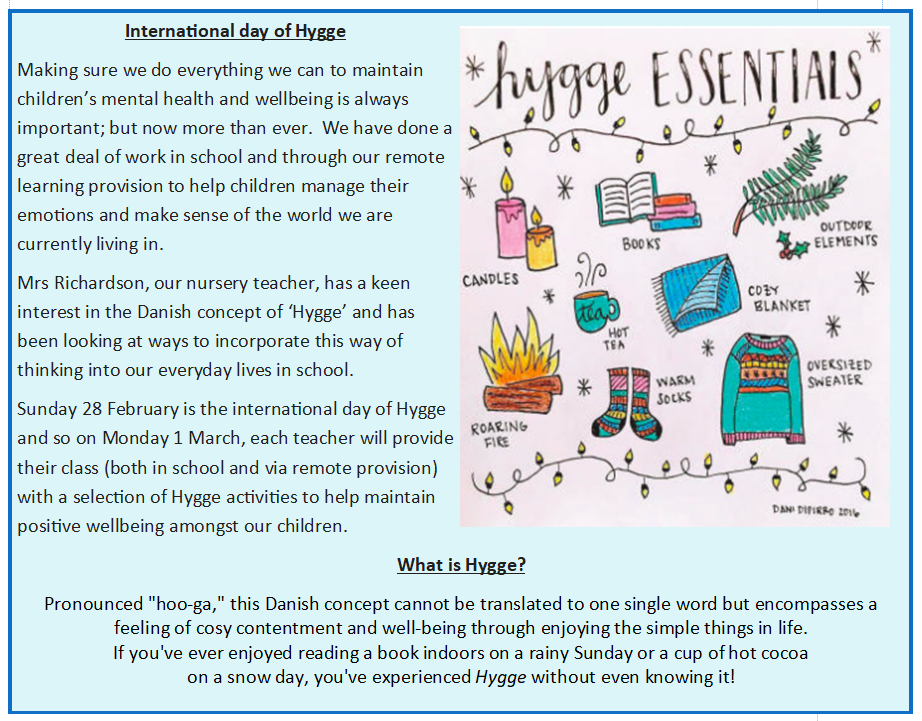 International day of Hygge
Making sure we do everything we can to maintain
children's mental health and wellbeing is always
important; but now more than ever.  We have done a
great deal of work in school and through our remote
learning provision to help children manage their
emotions and make sense of the world we are
currently living in.
Mrs Richardson, our nursery teacher, has a keen
interest in the Danish concept of ‘Hygge’ and has
been looking at ways to incorporate this way of
thinking into our everyday lives in school.
Sunday 28 February is the international day of Hygge
and so on Monday 1 March, each teacher will provide
their class (both in school and via remote provision)
with a selection of Hygge activities to help maintain
positive wellbeing amongst our children.
hygge ESSENTIALS
CANDLES
BOOKS
OUTDOOR
ELEMENTS
tea
HOT
TEA
COZY
BLANKET
ROARING
FIRE
WARM
SOCKS
OVERSIZED
SWEATER
DANI DIPIRRO 2016
What is Hygge?
Pronounced "hoo-ga," this Danish concept cannot be translated to one single word but encompasses a
feeling of cosy contentment and well-being through enjoying the simple things in life.
If you've ever enjoyed reading a book indoors on a rainy Sunday or a cup of hot cocoa
on a snow day, you've experienced Hygge without even knowing it!